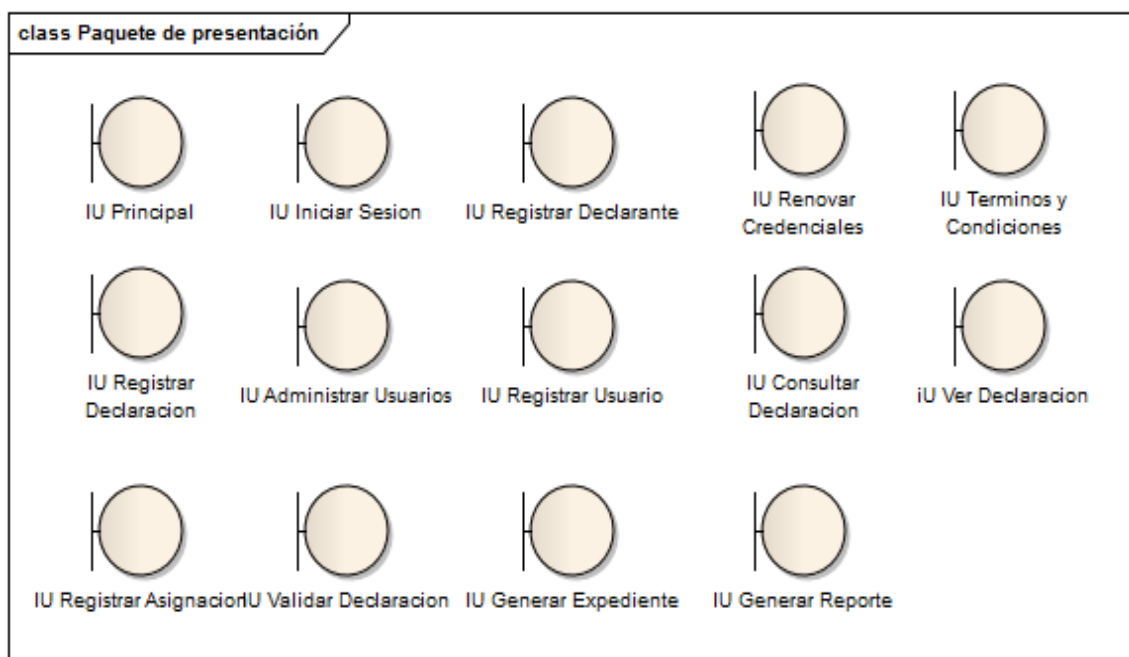 class Paquete de presentación
IU Principal
IU Iniciar Sesion
IU Registrar Declarante
IU Renovar
Credenciales
IU Terminos y
Condiciones
IU Registrar
Declaracion
IU Administrar Usuarios
IU Registrar Usuario
IU Consultar
Declaracion
iU Ver Declaracion
IU Registrar Asignacion
IU Validar Declaracion
IU Generar Expediente
IU Generar Reporte